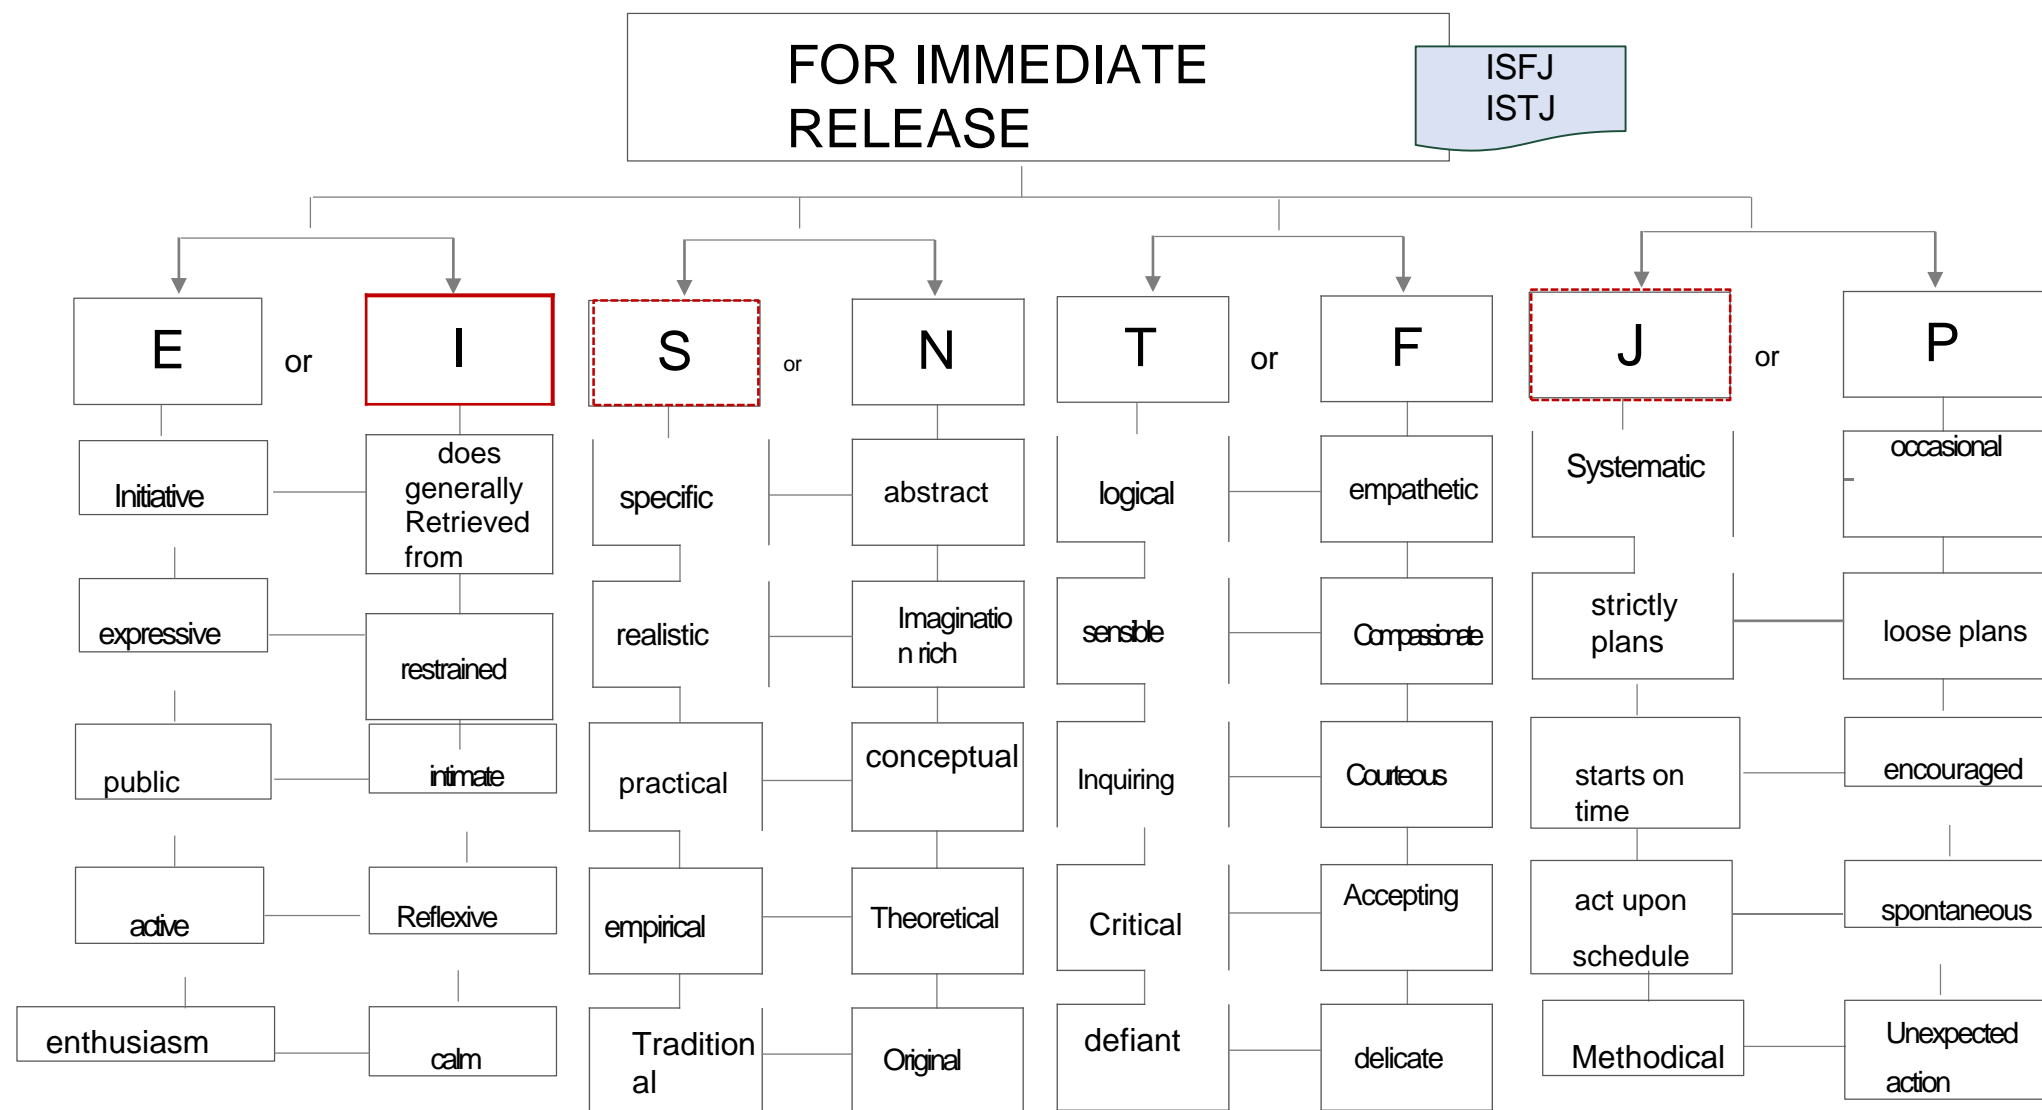 FOR IMMEDIATE
RELEASE
ISFJ
ISTJ
E
or
I
S
or
N
T
or
F
J
or
P
Initiative
does
generally
Retrieved
from
specific
abstract
logical
empathetic
Systematic
occasional
expressive
restrained
realistic
Imaginatio
n rich
sensible
Compassionate
strictly
plans
loose plans
public
intimate
practical
conceptual
Inquiring
Courteous
starts on
time
encouraged
active
Reflexive
empirical
Theoretical
Critical
Accepting
act upon
schedule
spontaneous
enthusiasm
calm
Tradition
al
Original
defiant
delicate
Methodical
Unexpected
action